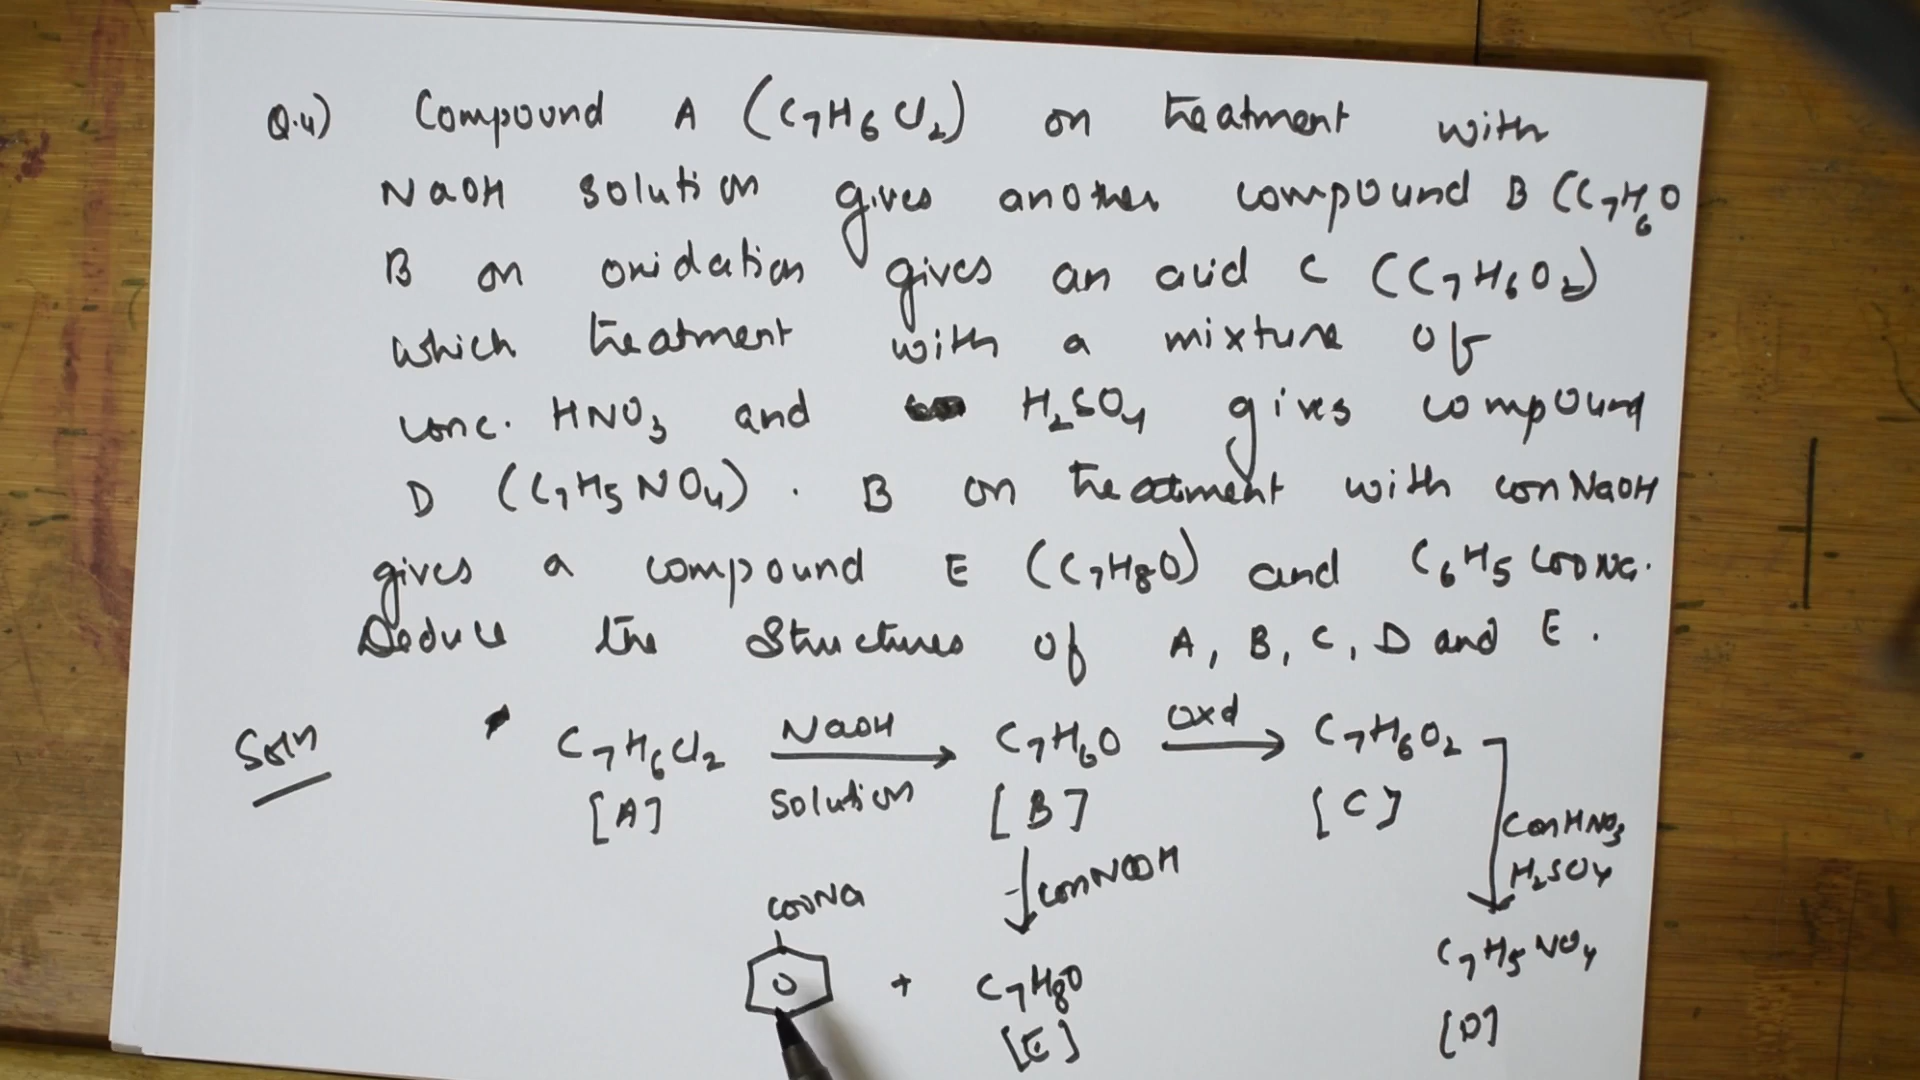 Q.4) Compound A (C7H6Cl2) on treatment with
NaOH solution gives another compound B (C7H6O
B on oxidation gives an acid C (C7H6O2)
which treatment with a mixture of
conc. HNO3 and H2SO4 gives compound
D (C7H5NO4). B on treatment with con NaOH
gives a compound E (C7H8O) and C6H5COONa.
Deduce the structures of A, B, C, D and E.
Soln C7H6Cl2 NaOH solution C7H6O oxd C7H6O2
[A] [B] [C]
con NaOH
con HNO3
H2SO4
COONa
+ C7H8O
[E]
C7H5NO4
[D]